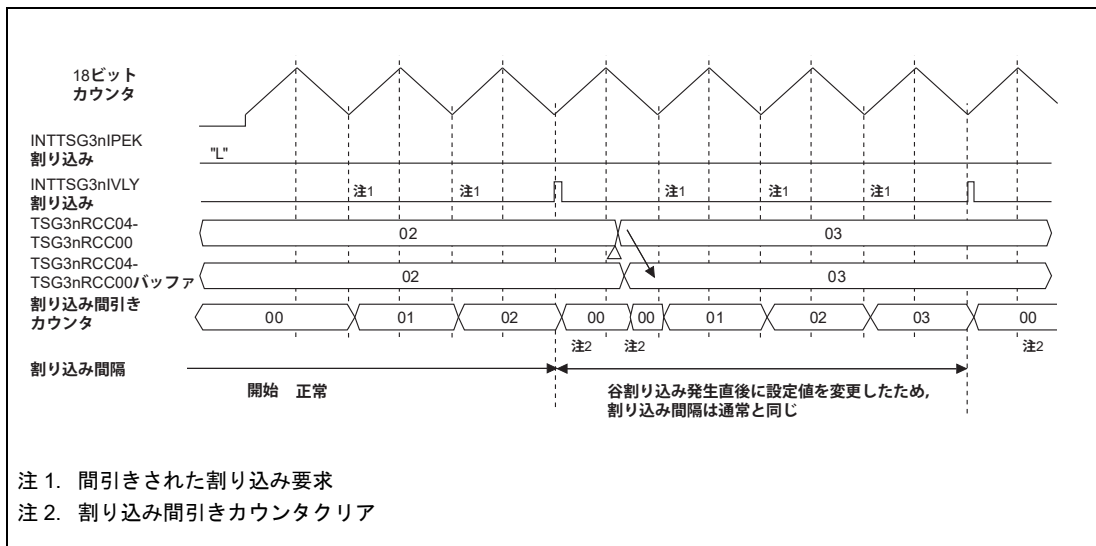 18ビット
カウンタ
INTTSG3nIPEK
割り込み
"L"
INTTSG3nIVLY
割り込み
注1 注1 注1 注1 注1
TSG3nRCC04-
TSG3nRCC00
02 03
TSG3nRCC04-
TSG3nRCC00バッファ
02 03
割り込み間引き
カウンタ
00 01 02 00 00 01 02 03 00
注2 注2 注2
割り込み間隔
開始 正常
谷割り込み発生直後に設定値を変更したため,
割り込み間隔は通常と同じ
注 1. 間引きされた割り込み要求
注 2. 割り込み間引きカウンタクリア